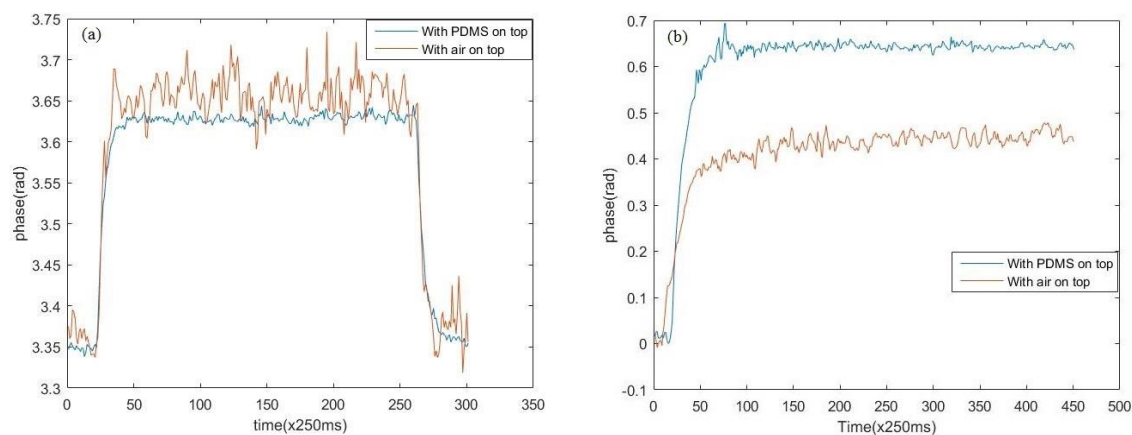 (a)
With PDMS on top
With air on top
3.75
3.7
3.65
3.6
3.55
3.5
3.45
3.4
3.35
3.3
phase(rad)
0 50 100 150 200 250 300 350
time(x250ms)
(b)
0.7
0.6
0.5
0.4
0.3
0.2
0.1
0
-0.1
phase(rad)
With PDMS on top
With air on top
0 50 100 150 200 250 300 350 400 450 500
Time(x250ms)